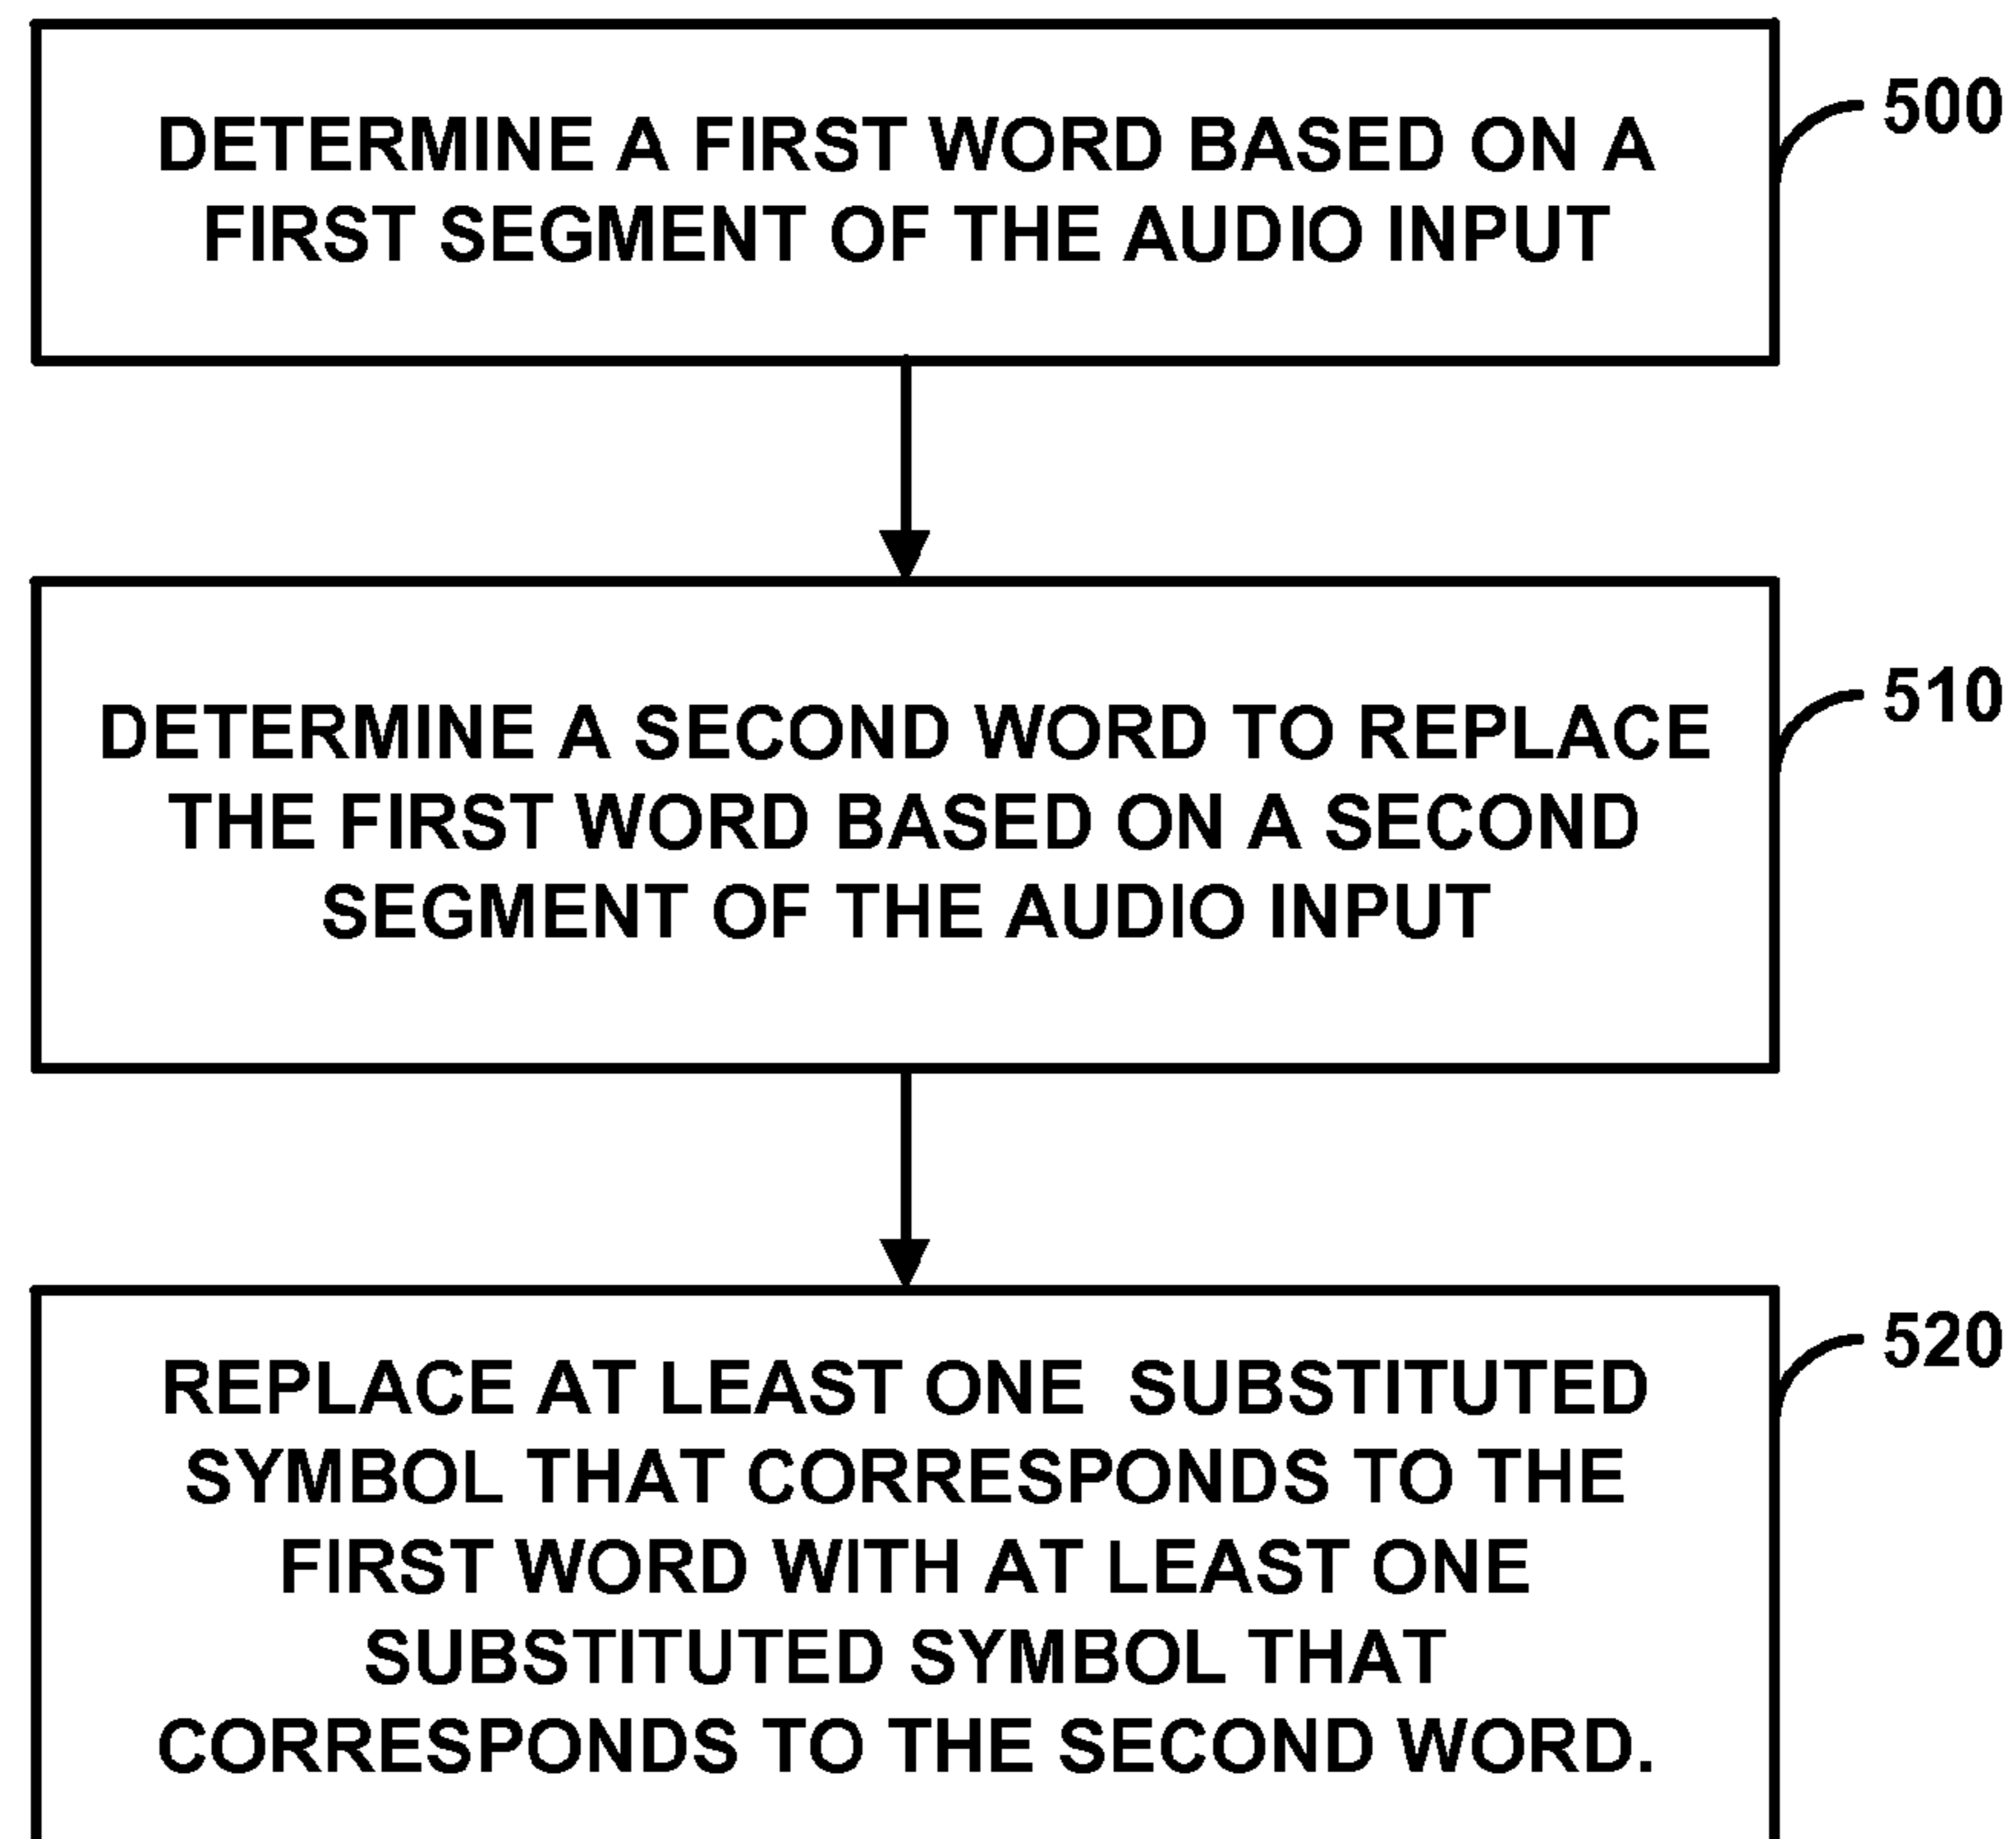 DETERMINE A FIRST WORD BASED ON A
FIRST SEGMENT OF THE AUDIO INPUT
500
DETERMINE A SECOND WORD TO REPLACE
THE FIRST WORD BASED ON A SECOND
SEGMENT OF THE AUDIO INPUT
510
REPLACE AT LEAST ONE SUBSTITUTED
SYMBOL THAT CORRESPONDS TO THE
FIRST WORD WITH AT LEAST ONE
SUBSTITUTED SYMBOL THAT
CORRESPONDS TO THE SECOND WORD.
520